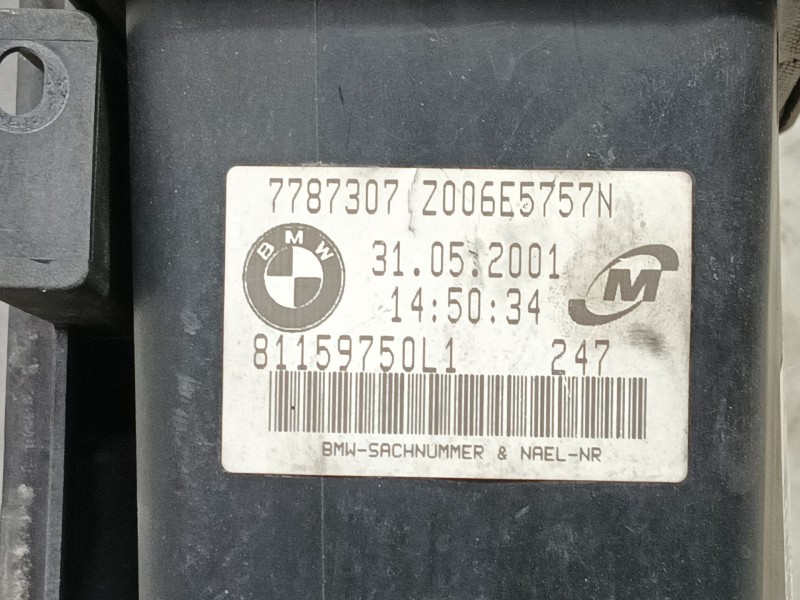 7787307 Z006E5757N
BMW
31.05.2001
M
14:50:34
81159750L1 247
BMW-SACHNUMMER & NAEL-NR